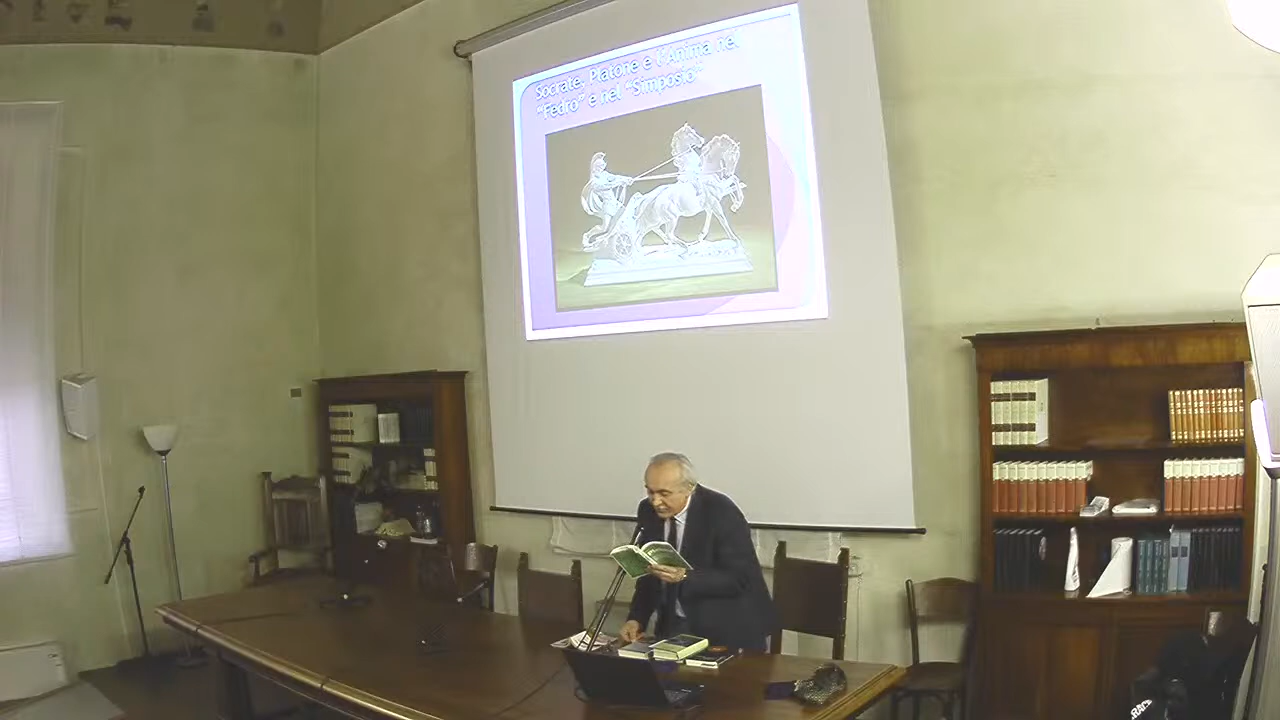 Socrate, Platone e l'Anima nel
"Fedro" e nel "Simposio"